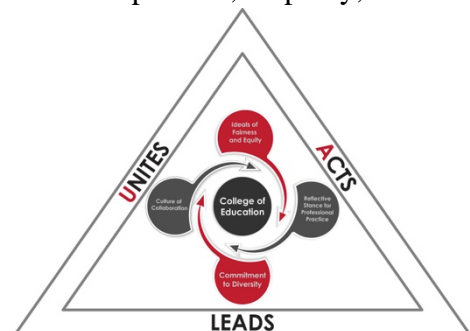 Ideals of
Fairness
and Equity
UNITES
ACTS
Culture of
Collaboration
College of
Education
Reflective
Stance for
Professional
Practice
Commitment
to Diversity
LEADS